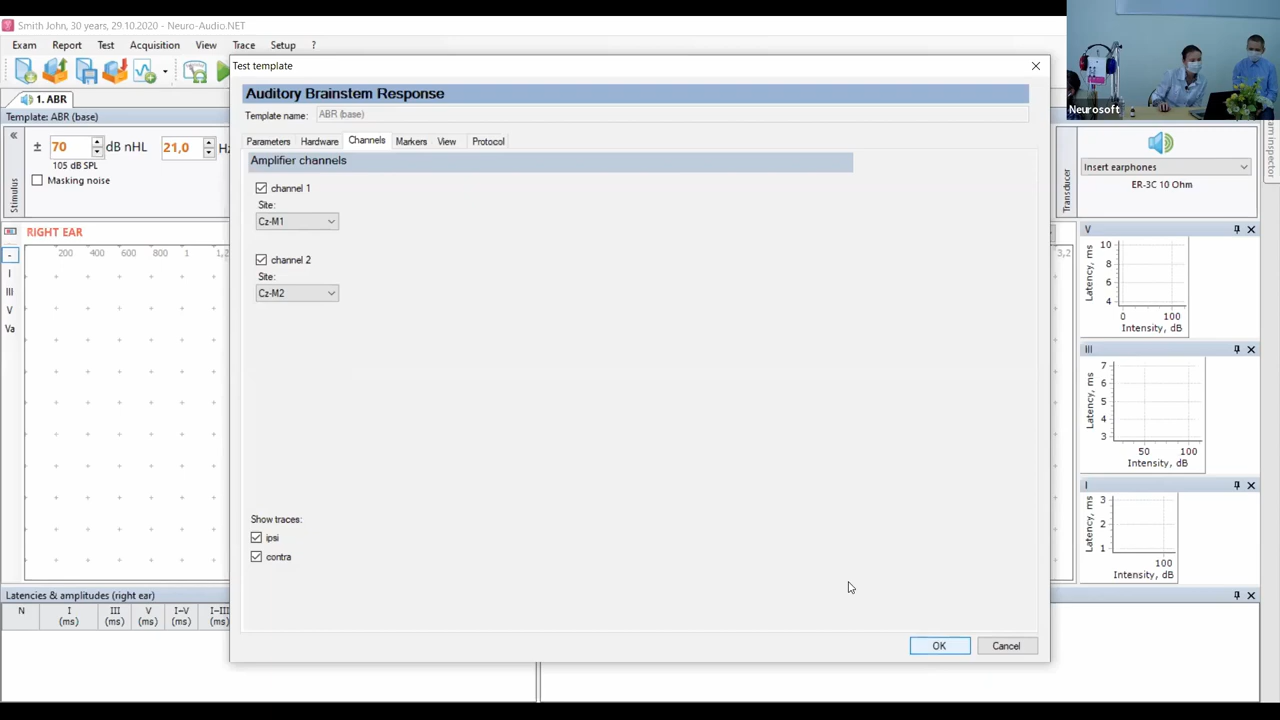 Smith John, 30 years, 29.10.2020 - Neuro-Audio.NET
Exam Report Test Acquisition View Trace Setup ?
Test template
Auditory Brainstem Response
Template name: ABR (base)
Parameters Hardware Channels Markers View Protocol
Amplifier channels
channel 1
Site:
Cz-M1
channel 2
Site:
Cz-M2
Show traces:
ipsi
contra
OK Cancel
1. ABR
Template: ABR (base)
Stimulus
± 70 dB nHL 21,0 Hz
105 dB SPL
Masking noise
RIGHT EAR
200 400 600 800 1 1,2
-
I
III
V
Va
Latencies & amplitudes (right ear)
N I (ms) III (ms) V (ms) I-V (ms) I-III (ms)
Neurosoft
Transducer
Insert earphones
ER-3C 10 Ohm
3,2
V
Latency, ms
10
8
6
4
0 100
Intensity, dB
III
Latency, ms
7
6
5
4
3
50 100
Intensity, dB
I
Latency, ms
3
2
1
100
Intensity, dB